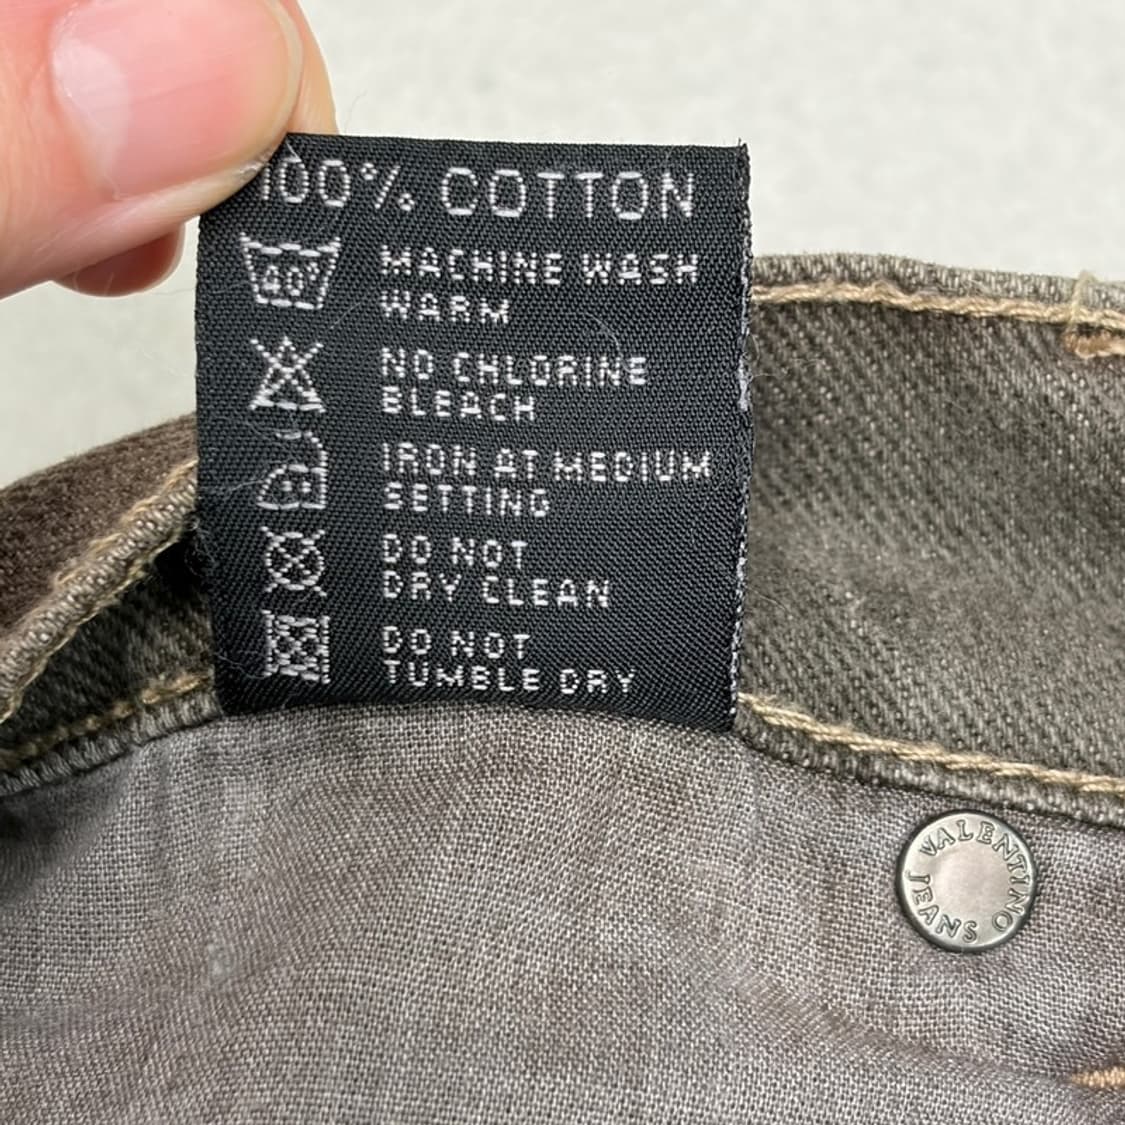 100% COTTON
40°
MACHINE WASH
WARM
NO CHLORINE
BLEACH
IRON AT MEDIUM
SETTING
DO NOT
DRY CLEAN
DO NOT
TUMBLE DRY
VALENTINO
JEANS